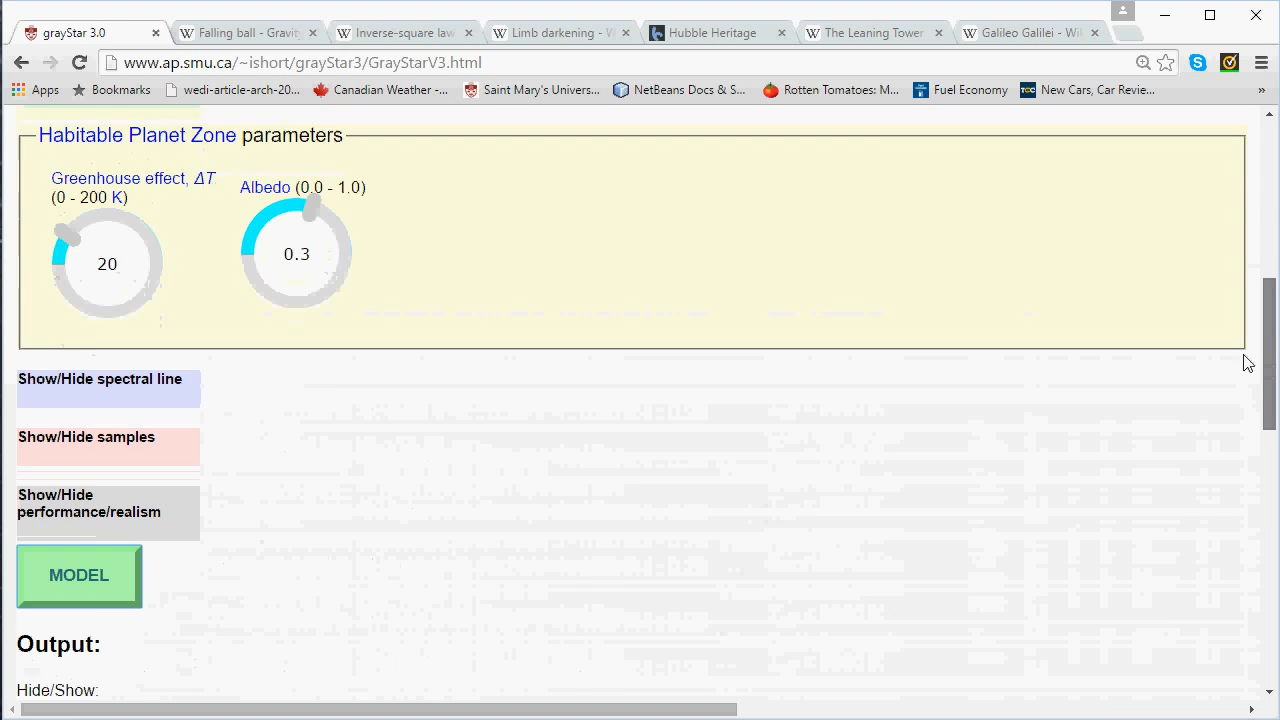 grayStar 3.0
Falling ball - Gravit
Inverse-square law
Limb darkening - W
Hubble Heritage
The Leaning Tower
Galileo Galilei - Wik
www.ap.smu.ca/~ishort/grayStar3/GrayStarV3.html
Apps
Bookmarks
iedi:article-arch-20...
Canadian Weather - ...
Saint Mary's Univers...
NetBeans Docs & S...
Rotten Tomatoes: M...
Fuel Economy
TCC
New Cars, Car Revie...
»
Habitable Planet Zone parameters
Greenhouse effect, ΔT
(0 - 200 K)
Albedo (0.0 - 1.0)
20
0.3
Show/Hide spectral line
Show/Hide samples
Show/Hide
performance/realism
MODEL
Output:
Hide/Show: